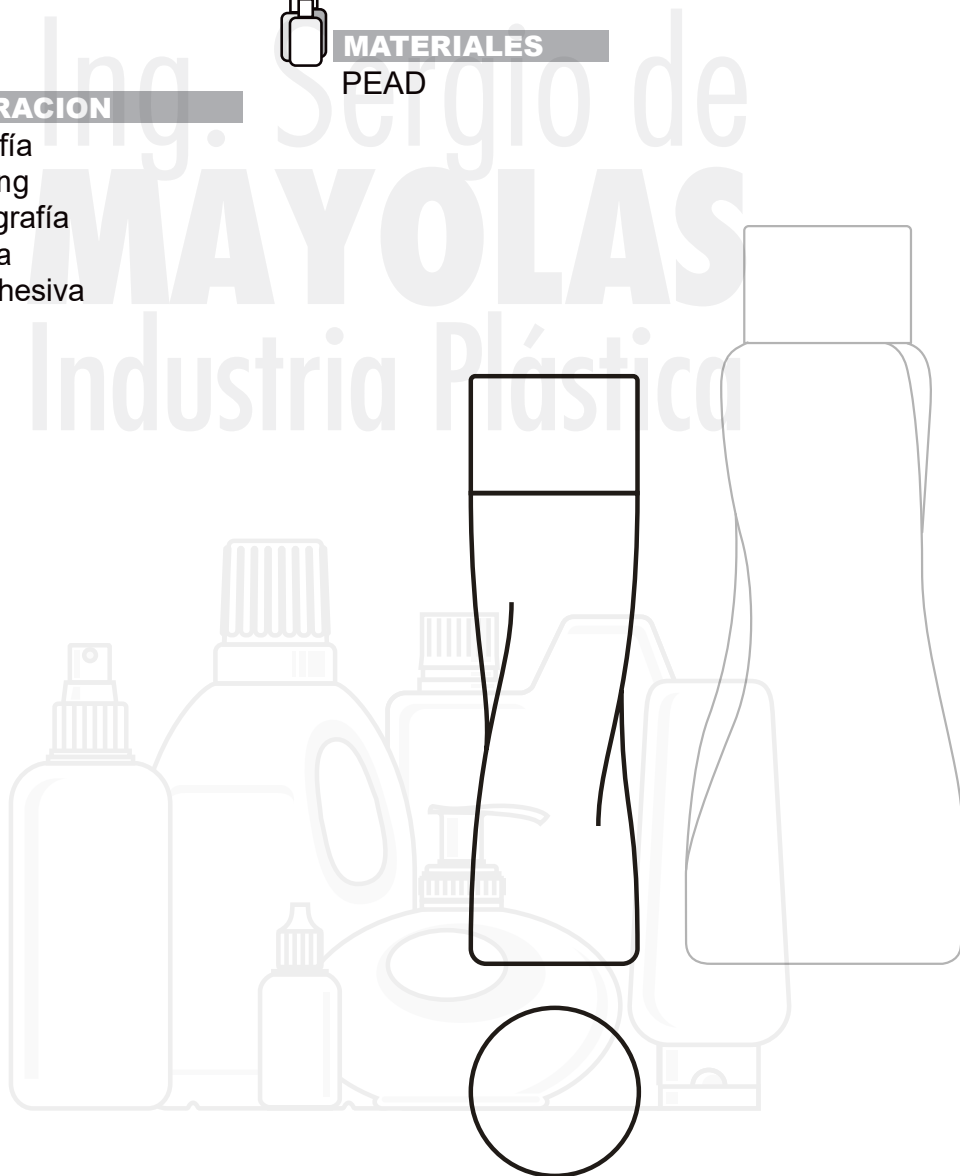 MATERIALES
PEAD
RACION
fía
ng
grafía
a
hesiva
Ing. Sergio de
MAYOLAS
Industria Plástica